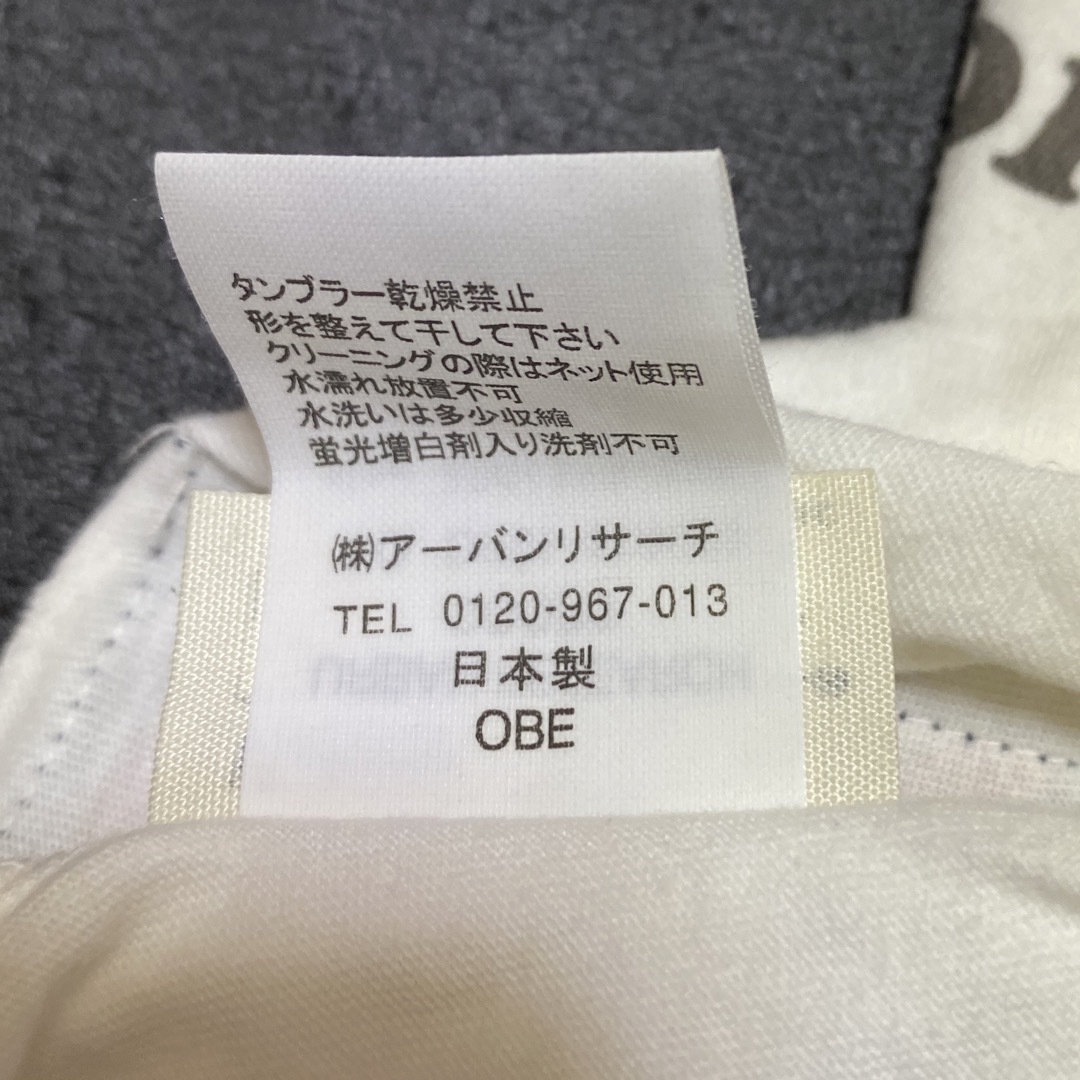 タンブラー乾燥禁止
形を整えて干して下さい
クリーニングの際はネット使用
水濡れ放置不可
水洗いは多少収縮
蛍光増白剤入り洗剤不可
㈱アーバンリサーチ
TEL 0120-967-013
日本製
OBE